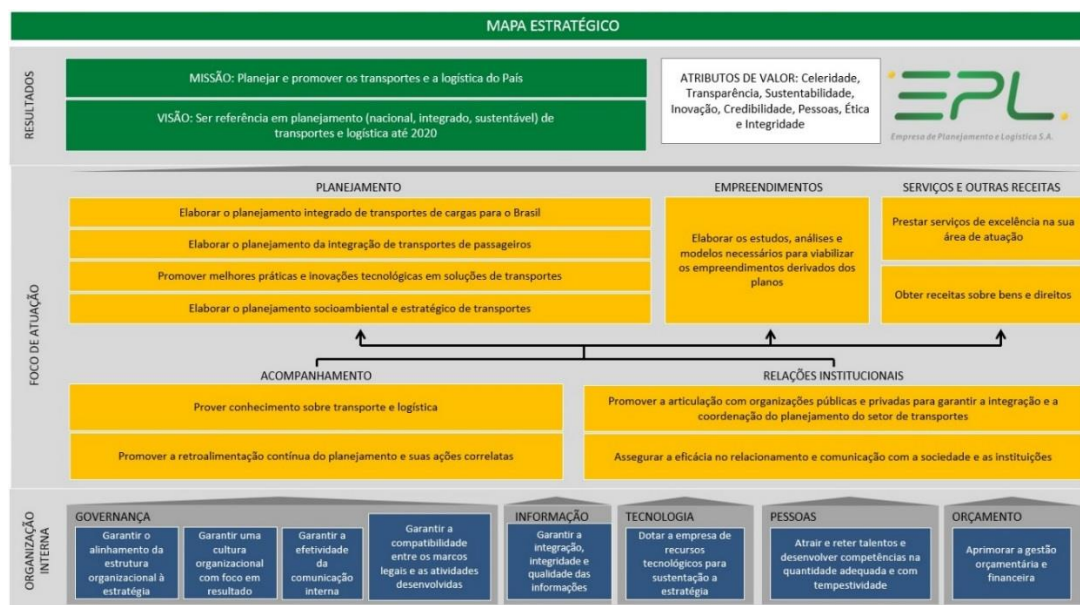 MAPA ESTRATÉGICO
RESULTADOS
MISSÃO: Planejar e promover os transportes e a logística do País
VISÃO: Ser referência em planejamento (nacional, integrado, sustentável) de
transportes e logística até 2020
ATRIBUTOS DE VALOR: Celeridade,
Transparência, Sustentabilidade,
Inovação, Credibilidade, Pessoas, Ética
e Integridade
EPL
Empresa de Planejamento e Logística S.A.
FOCO DE ATUAÇÃO
PLANEJAMENTO
Elaborar o planejamento integrado de transportes de cargas para o Brasil
Elaborar o planejamento da integração de transportes de passageiros
Promover melhores práticas e inovações tecnológicas em soluções de transportes
Elaborar o planejamento socioambiental e estratégico de transportes
EMPREENDIMENTOS
Elaborar os estudos, análises e
modelos necessários para viabilizar
os empreendimentos derivados dos
planos
SERVIÇOS E OUTRAS RECEITAS
Prestar serviços de excelência na sua
área de atuação
Obter receitas sobre bens e direitos
ACOMPANHAMENTO
Prover conhecimento sobre transporte e logística
Promover a retroalimentação contínua do planejamento e suas ações correlatas
RELAÇÕES INSTITUCIONAIS
Promover a articulação com organizações públicas e privadas para garantir a integração e a
coordenação do planejamento do setor de transportes
Assegurar a eficácia no relacionamento e comunicação com a sociedade e as instituições
ORGANIZAÇÃO
INTERNA
GOVERNANÇA
Garantir o
alinhamento da
estrutura
organizacional à
estratégia
Garantir uma
cultura
organizacional
com foco em
resultado
Garantir a
efetividade
da
comunicação
interna
Garantir a
compatibilidade
entre os marcos
legais e as atividades
desenvolvidas
INFORMAÇÃO
Garantir a
integração,
integridade e
qualidade das
informações
TECNOLOGIA
Dotar a empresa de
recursos
tecnológicos para
sustentação a
estratégia
PESSOAS
Atrair e reter talentos e
desenvolver competências na
quantidade adequada e com
tempestividade
ORÇAMENTO
Aprimorar a gestão
orçamentária e
financeira